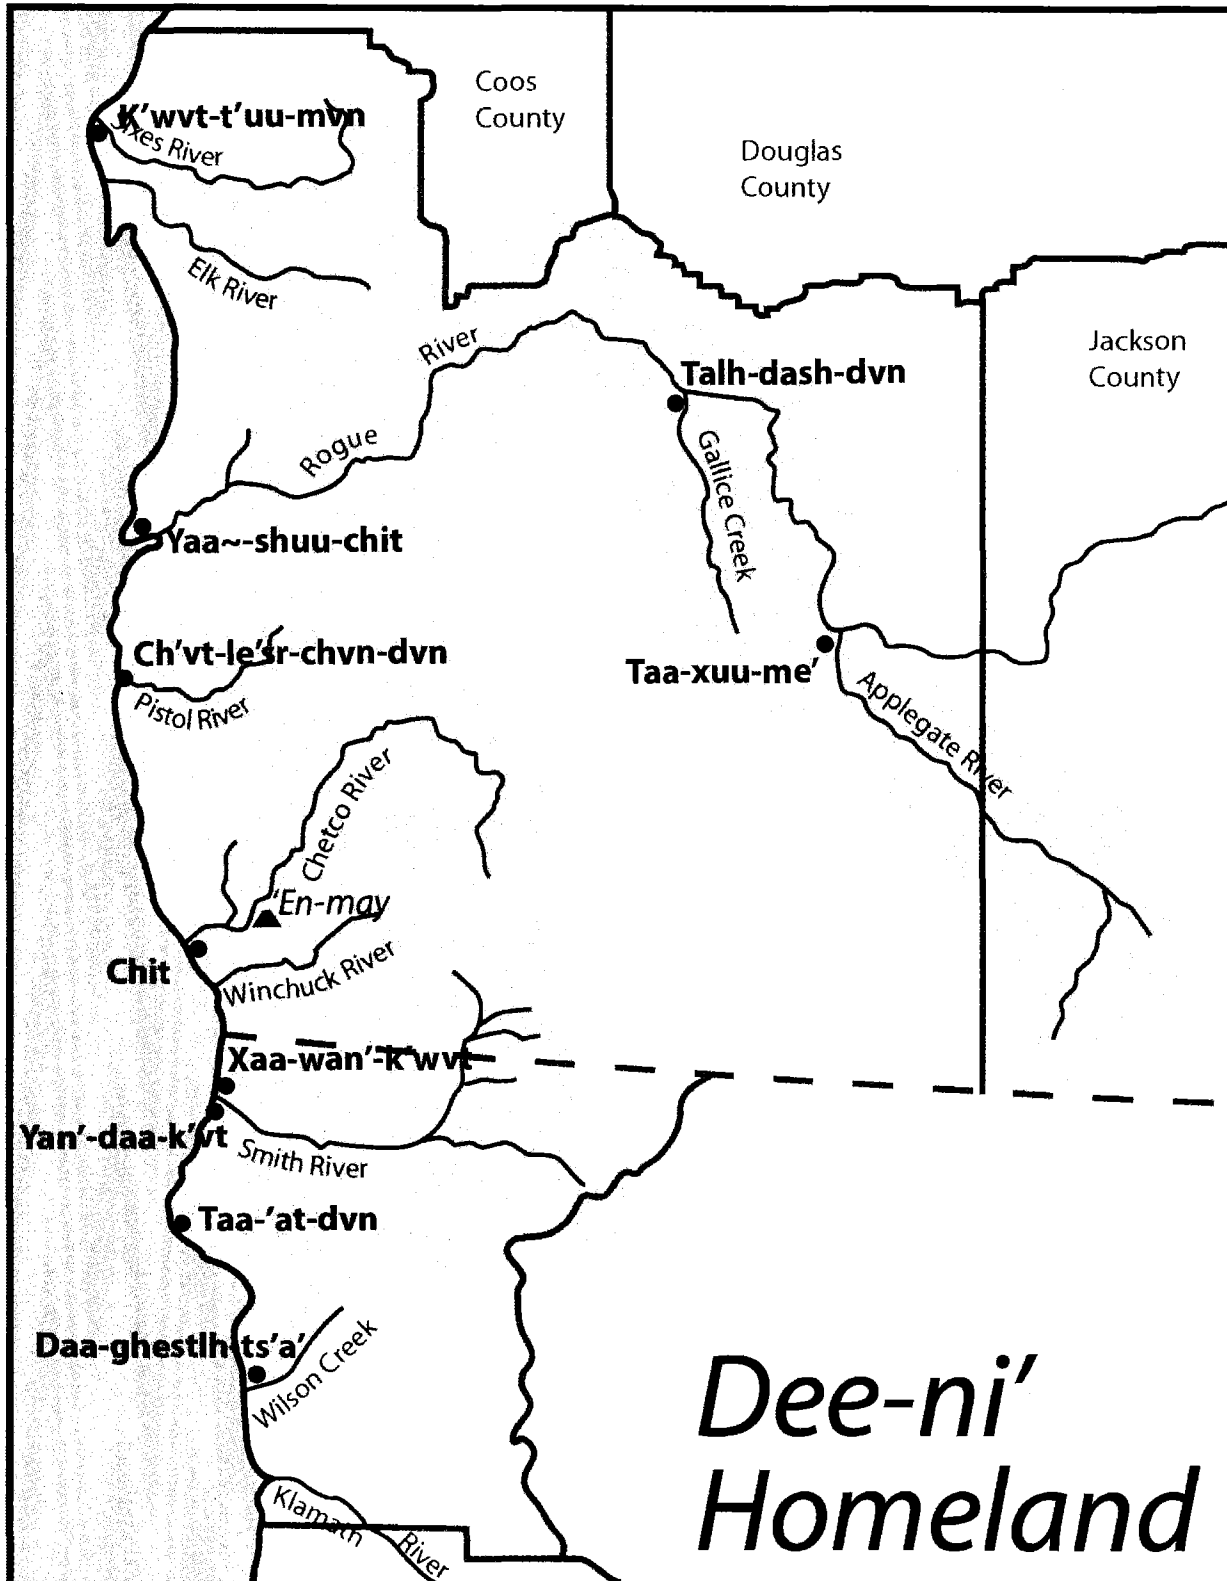 Coos
County
K'wvt-t'uu-mvn
Sixes River
Douglas
County
Elk River
River
Jackson
County
Talh-dash-dvn
Rogue
Gallice Creek
Yaa~-shuu-chit
Ch'vt-le'sr-chvn-dvn
Taa-xuu-me'
Pistol River
Applegate River
Chetco River
'En-may
Chit
Winchuck River
Xaa-wan'-k'wvt
Yan'-daa-k'vt
Smith River
Taa-'at-dvn
Daa-ghestlh-ts'a'
Wilson Creek
Dee-ni'
Homeland
Klamath River